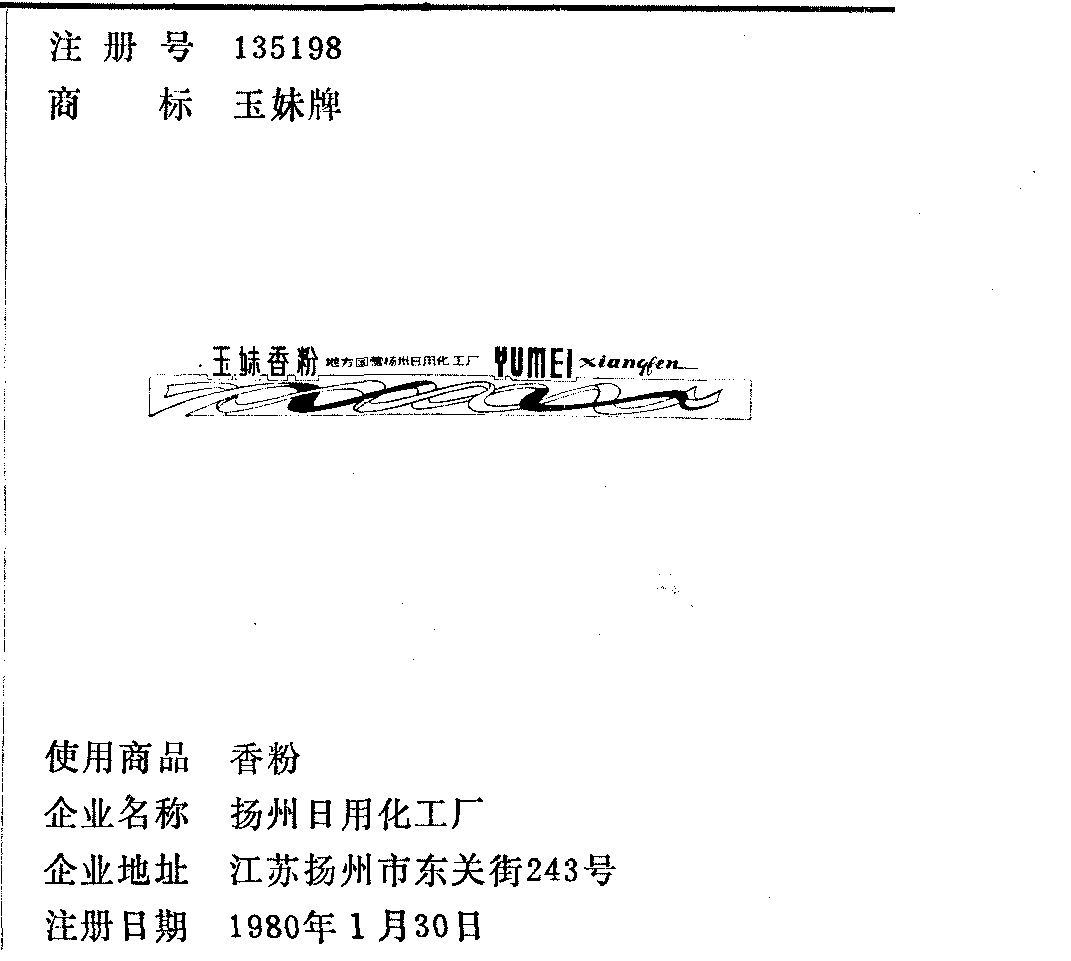 注册号 135198
商标 玉妹牌
玉妹香粉 地方国营扬州日用化工厂 YUMEI xiangfen
使用商品 香粉
企业名称 扬州日用化工厂
企业地址 江苏扬州市东关街243号
注册日期 1980年1月30日